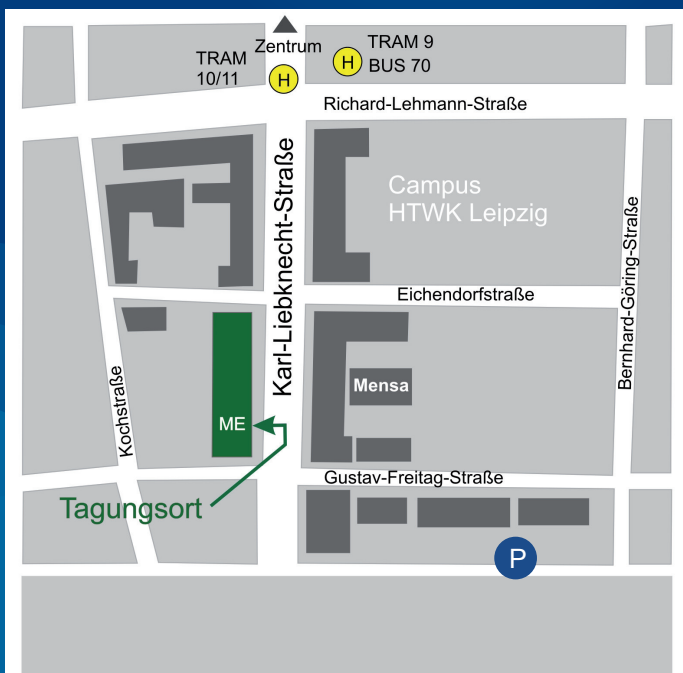 Zentrum
TRAM
10/11
H
H
TRAM 9
BUS 70
Richard-Lehmann-Straße
Karl-Liebknecht-Straße
Campus
HTWK Leipzig
Bernhard-Göring-Straße
Eichendorfstraße
Kochstraße
Mensa
ME
Gustav-Freitag-Straße
Tagungsort
P